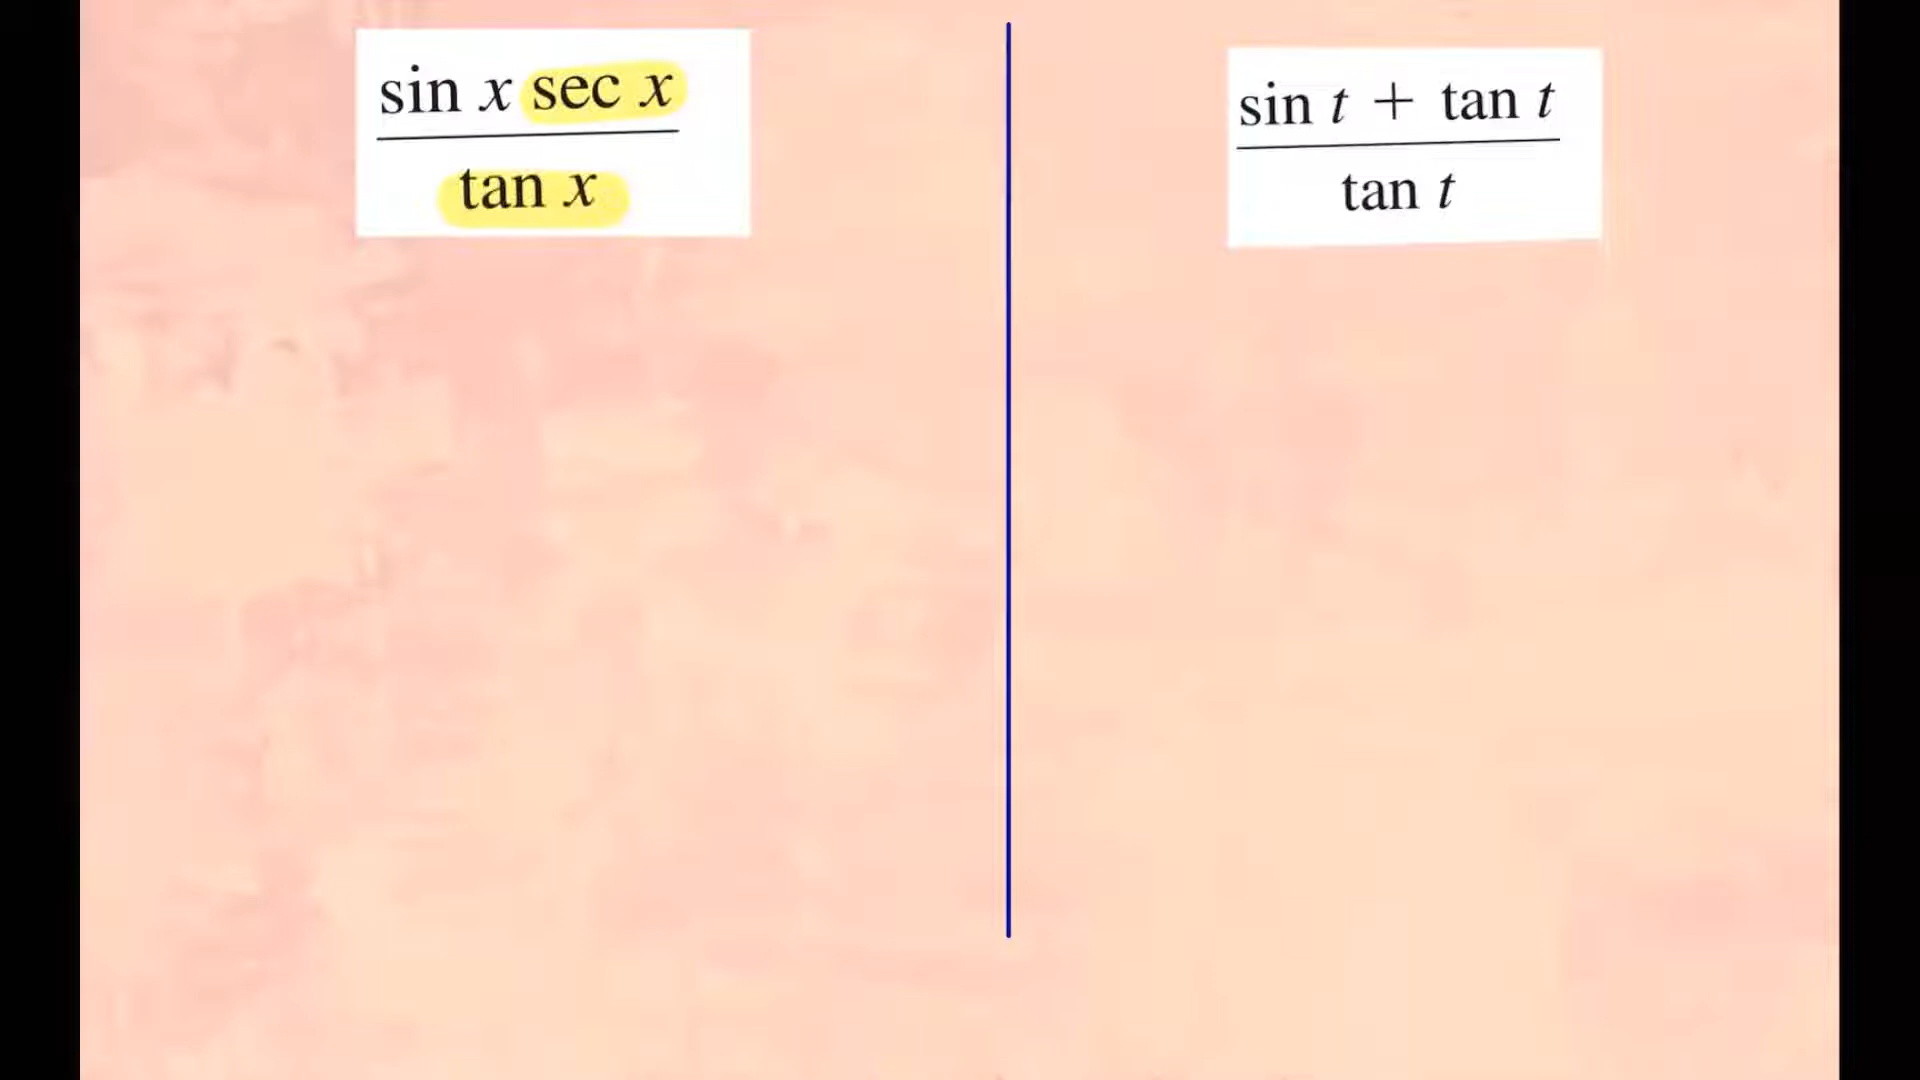 sin x sec x
tan x
sin t + tan t
tan t